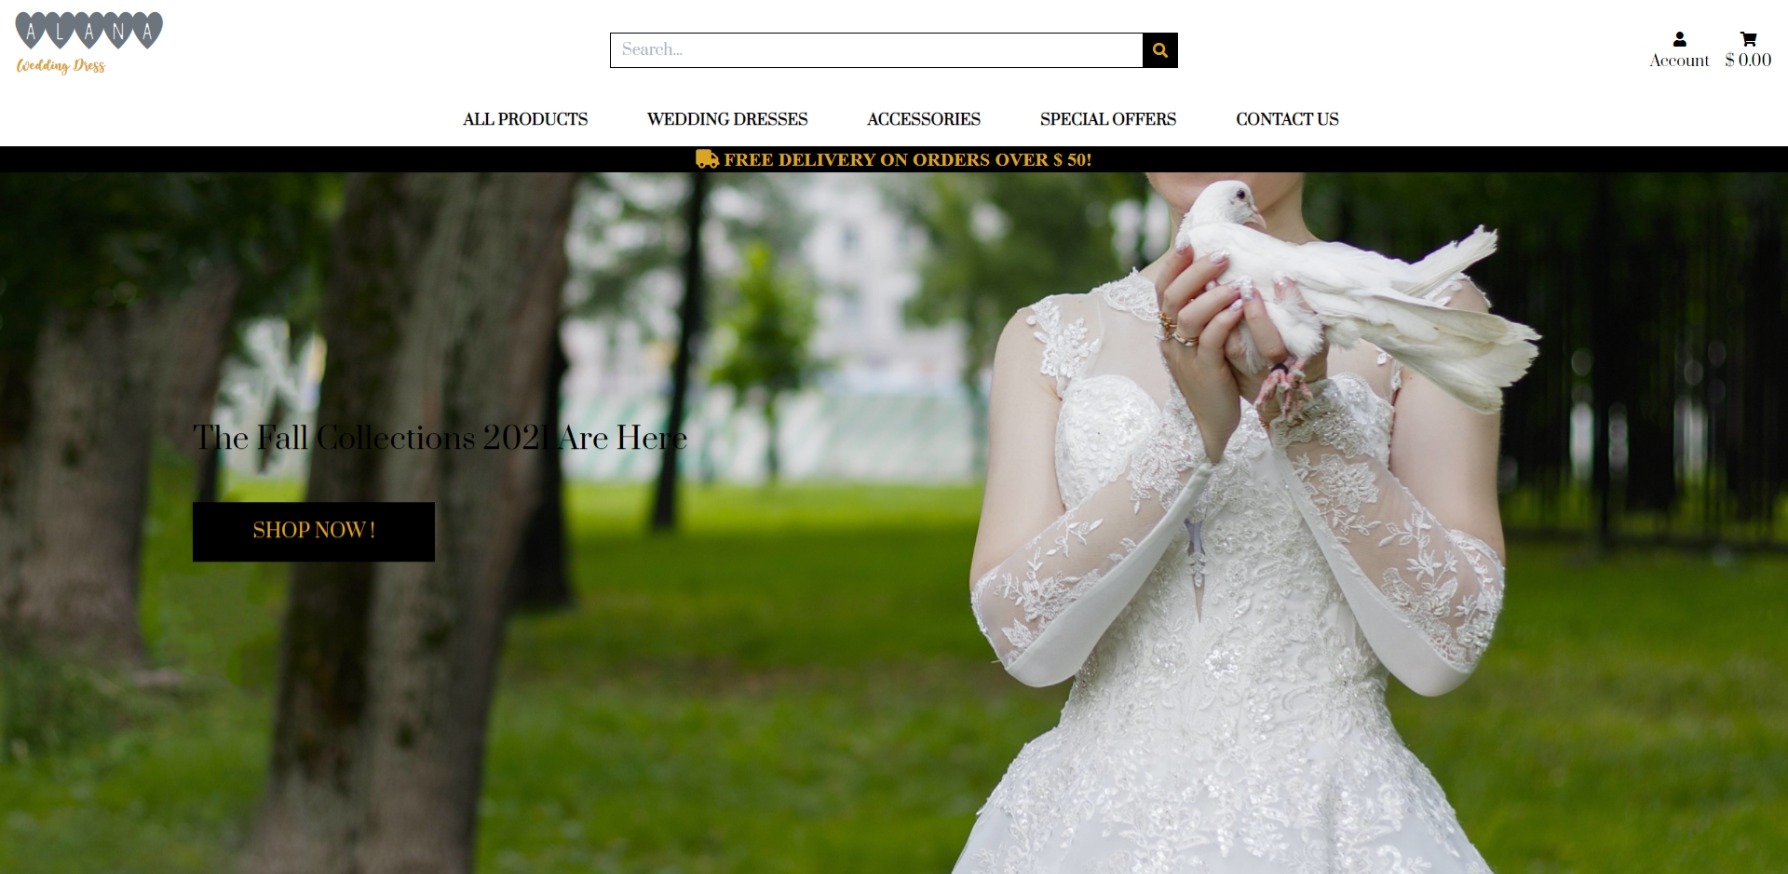 ALANA
Wedding Dress
Search...
Account
$ 0.00
ALL PRODUCTS
WEDDING DRESSES
ACCESSORIES
SPECIAL OFFERS
CONTACT US
FREE DELIVERY ON ORDERS OVER $ 50!
The Fall Collections 2021 Are Here
SHOP NOW !